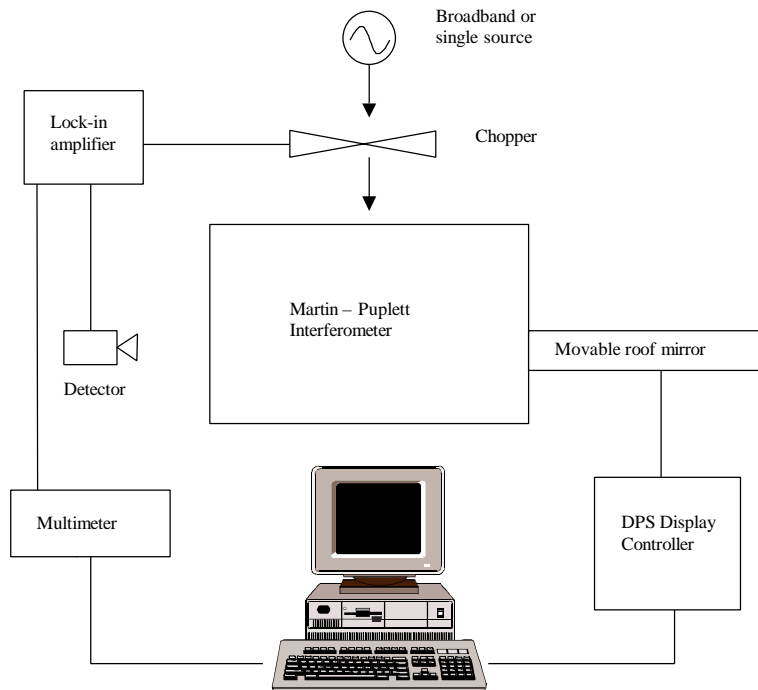 Broadband or
single source
Lock-in
amplifier
Chopper
Martin – Puplett
Interferometer
Movable roof mirror
Detector
Multimeter
DPS Display
Controller